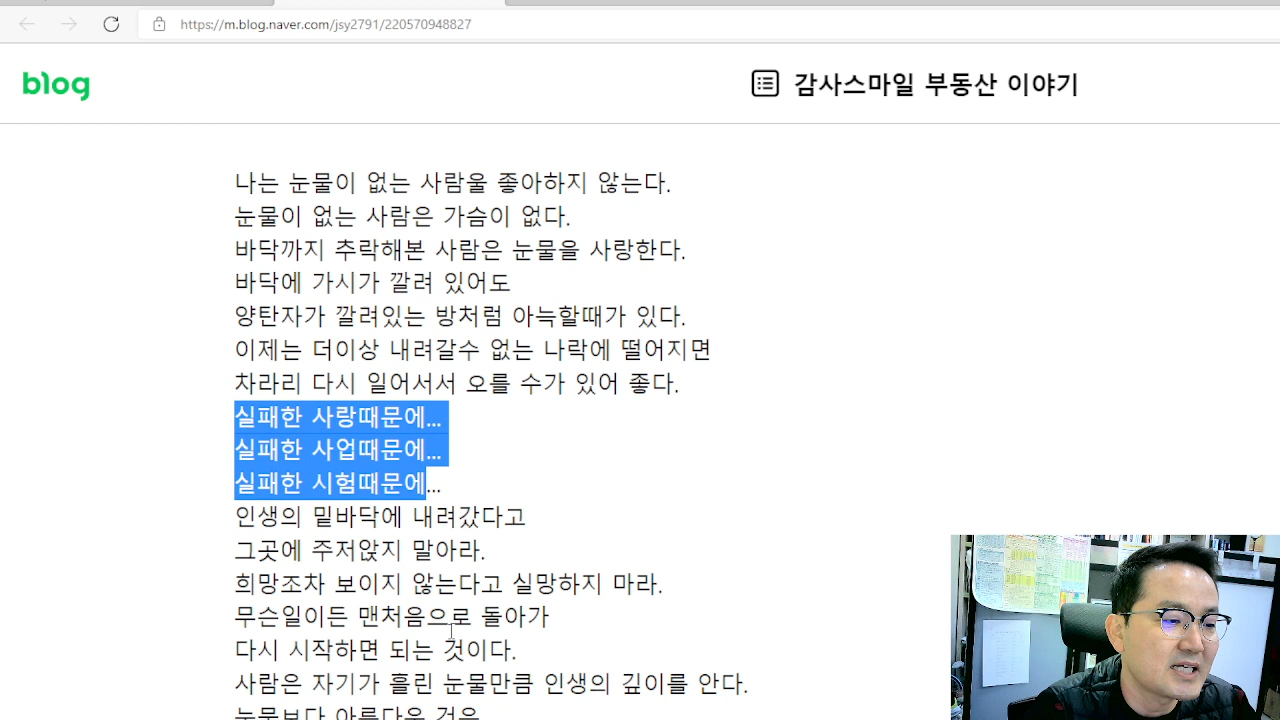 https://m.blog.naver.com/jsy2791/220570948827
blog
감사스마일 부동산 이야기
나는 눈물이 없는 사람울 좋아하지 않는다.
눈물이 없는 사람은 가슴이 없다.
바닥까지 추락해본 사람은 눈물을 사랑한다.
바닥에 가시가 깔려 있어도
양탄자가 깔려있는 방처럼 아늑할때가 있다.
이제는 더이상 내려갈수 없는 나락에 떨어지면
차라리 다시 일어서서 오를 수가 있어 좋다.
실패한 사랑때문에...
실패한 사업때문에...
실패한 시험때문에...
인생의 밑바닥에 내려갔다고
그곳에 주저앉지 말아라.
희망조차 보이지 않는다고 실망하지 마라.
무슨일이든 맨처음으로 돌아가
다시 시작하면 되는 것이다.
사람은 자기가 흘린 눈물만큼 인생의 깊이를 안다.
눈물보다 아름다운 것은